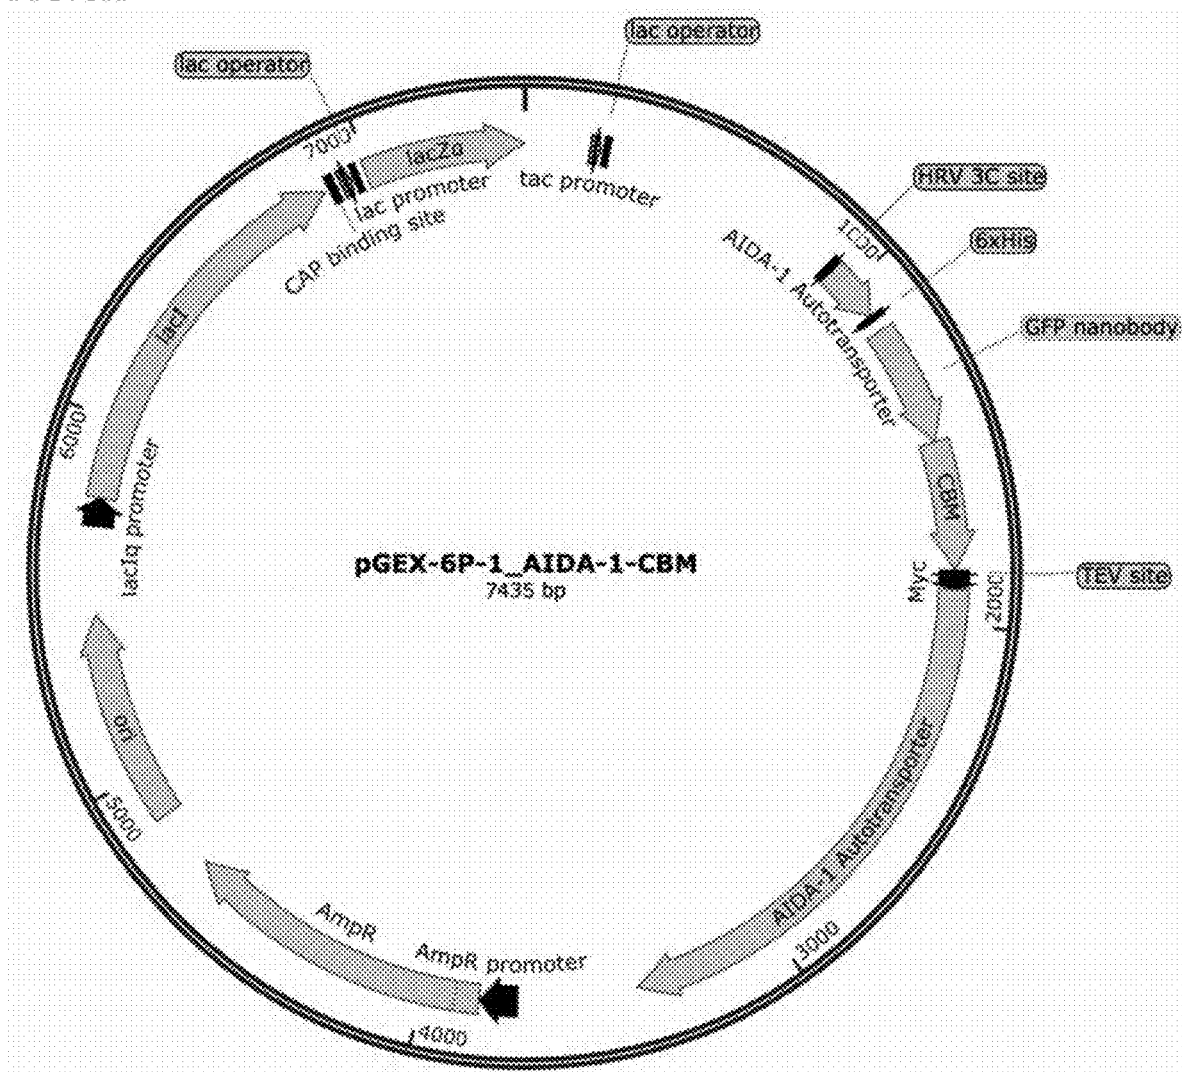 lac operator
lac operator
7000
lacZα
lac promoter
CAP binding site
tac promoter
HRV 3C site
1000
6xHis
AIDA-1 Autotransporter
GFP nanobody
lacI
6000
lacIq promoter
CBM
pGEX-6P-1_AIDA-1-CBM
7435 bp
Myc
TEV site
2000
ori
5000
AIDA-1 Autotransporter
AmpR
AmpR promoter
3000
4000